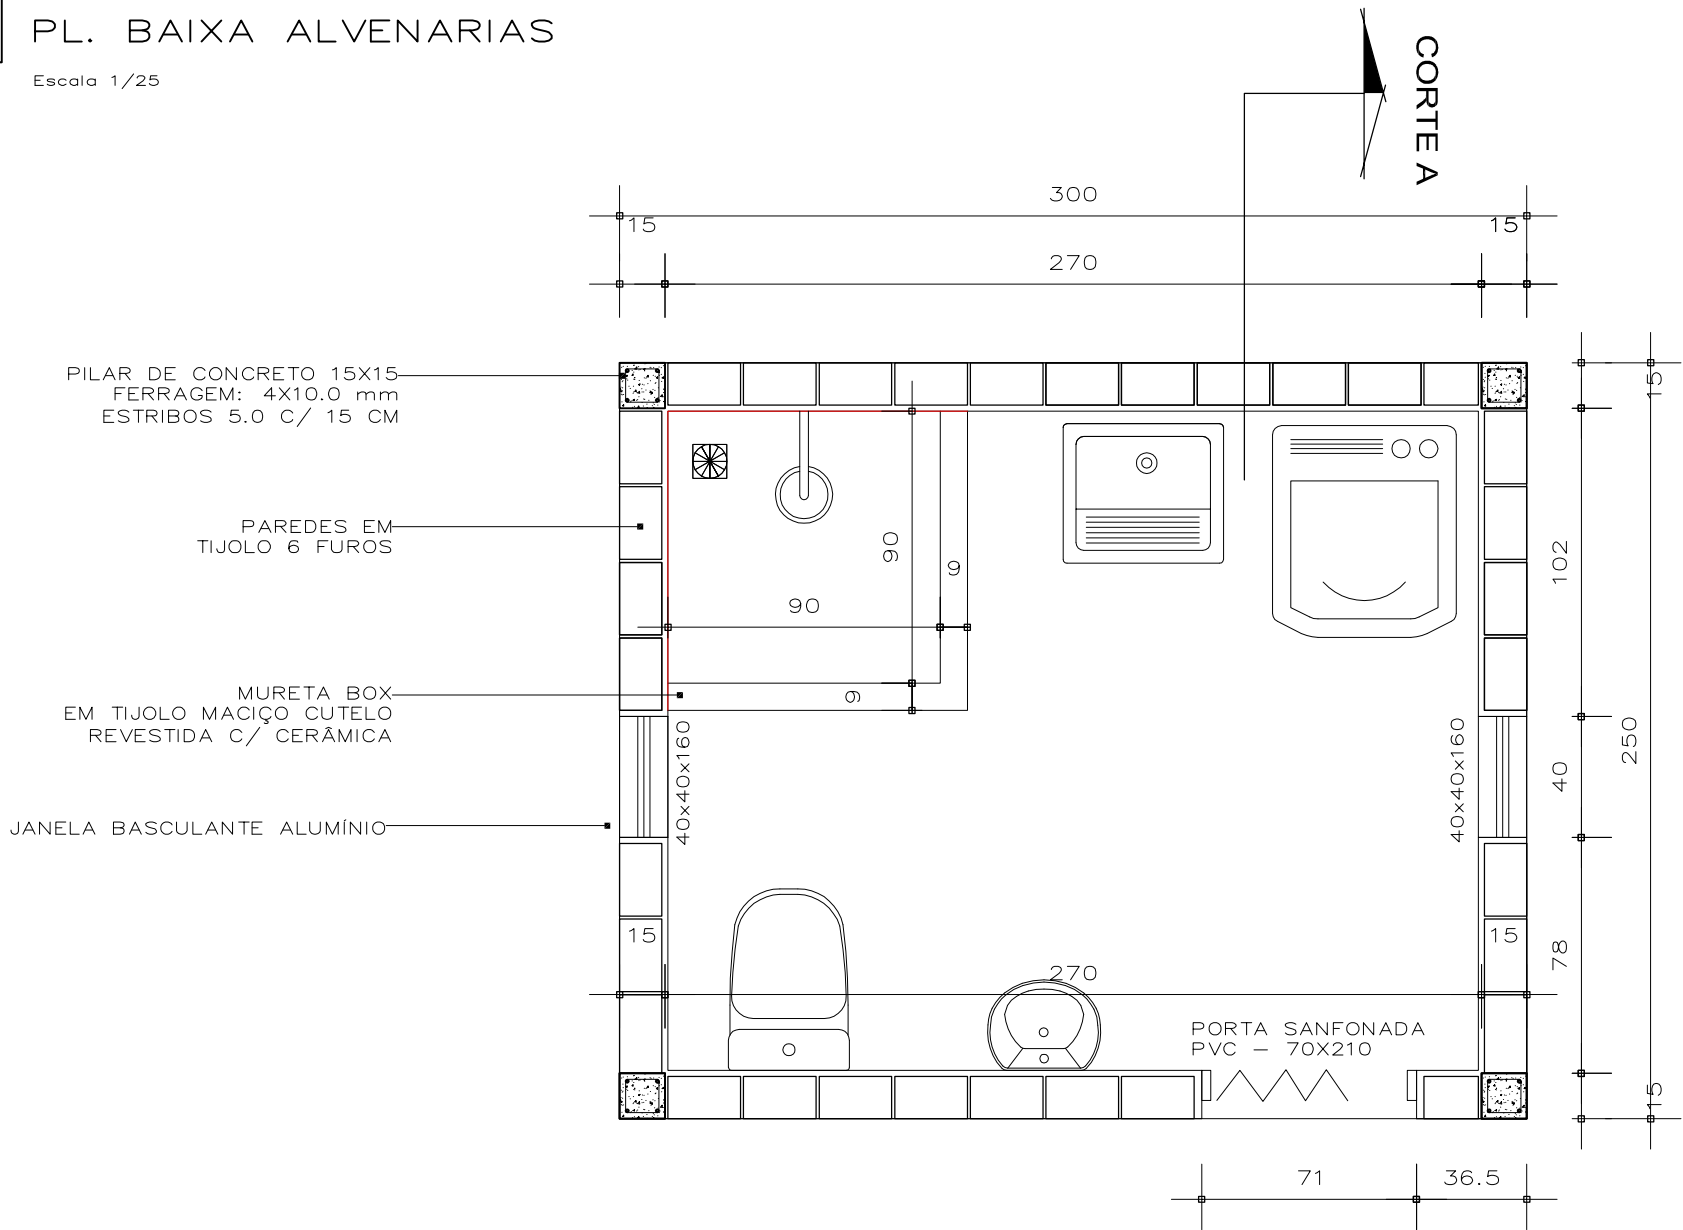 PL. BAIXA ALVENARIAS
Escala 1/25
CORTE A
300
15
15
270
PILAR DE CONCRETO 15X15
FERRAGEM: 4X10.0 mm
ESTRIBOS 5.0 C/ 15 CM
15
PAREDES EM
TIJOLO 6 FUROS
90
9
102
90
MURETA BOX
EM TIJOLO MACIÇO CUTELO
REVESTIDA C/ CERÂMICA
9
40x40x160
40x40x160
40
250
JANELA BASCULANTE ALUMÍNIO
15
15
78
270
PORTA SANFONADA
PVC – 70X210
15
71
36.5